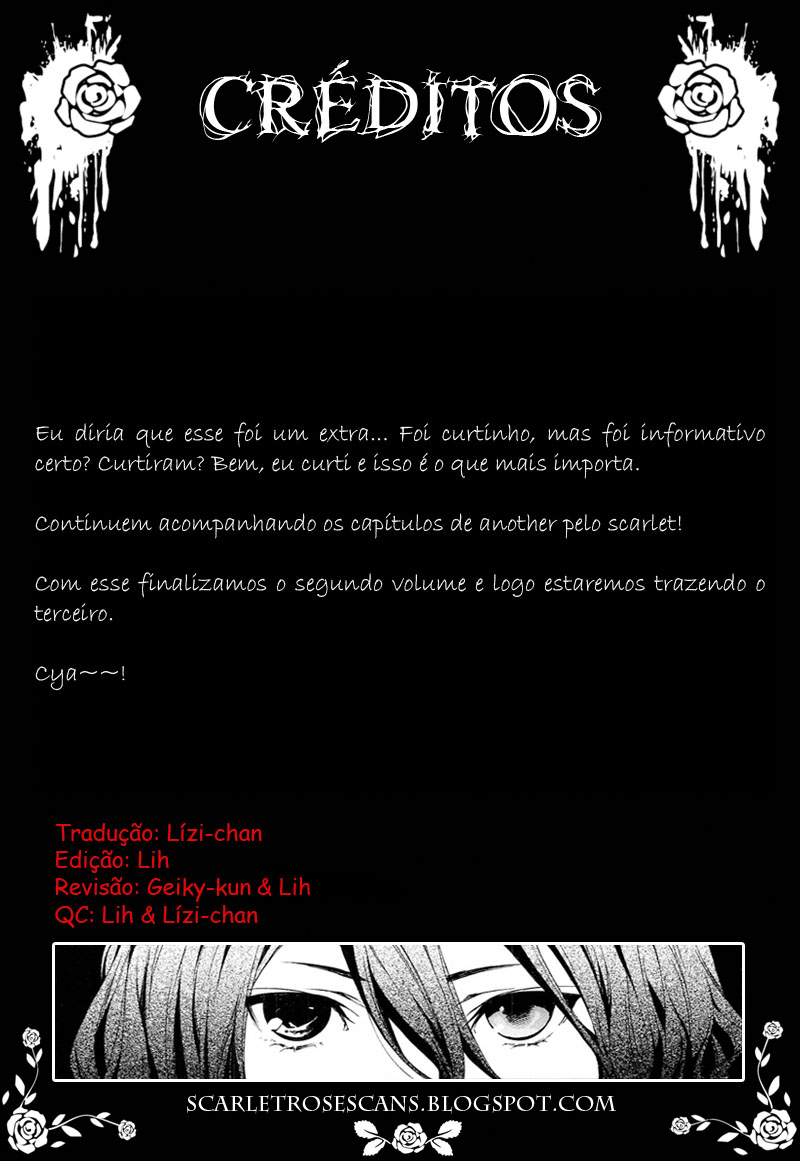 CRÉDITOS
Eu diria que esse foi um extra... Foi curtinho, mas foi informativo
certo? Curtiram? Bem, eu curti e isso é o que mais importa.
Continuem acompanhando os capítulos de another pelo scarlet!
Com esse finalizamos o segundo volume e logo estaremos trazendo o
terceiro.
Cya~~!
Tradução: Lízi-chan
Edição: Lih
Revisão: Geiky-kun & Lih
QC: Lih & Lízi-chan
SCARLETROSESCANS.BLOGSPOT.COM